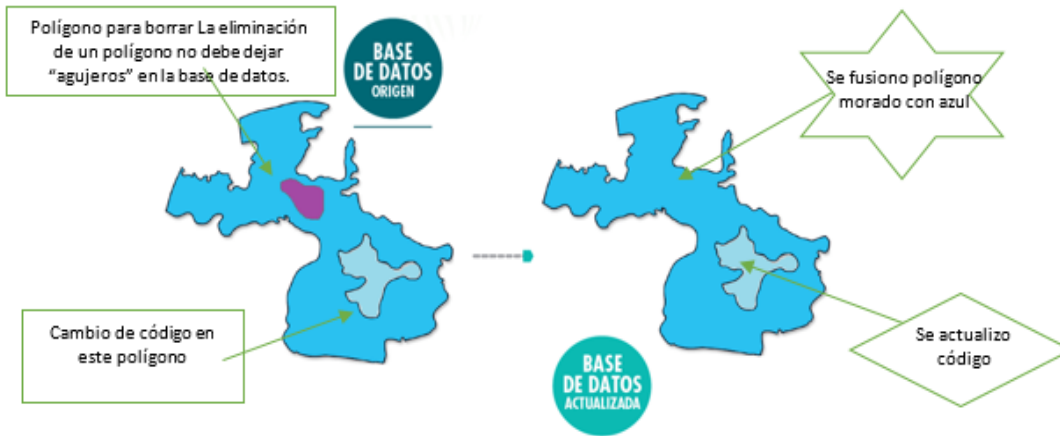 Polígono para borrar La eliminación
de un polígono no debe dejar
“agujeros” en la base de datos.
BASE
DE DATOS
ORIGEN
Se fusiono polígono
morado con azul
Cambio de código en
este polígono
Se actualizo
código
BASE
DE DATOS
ACTUALIZADA